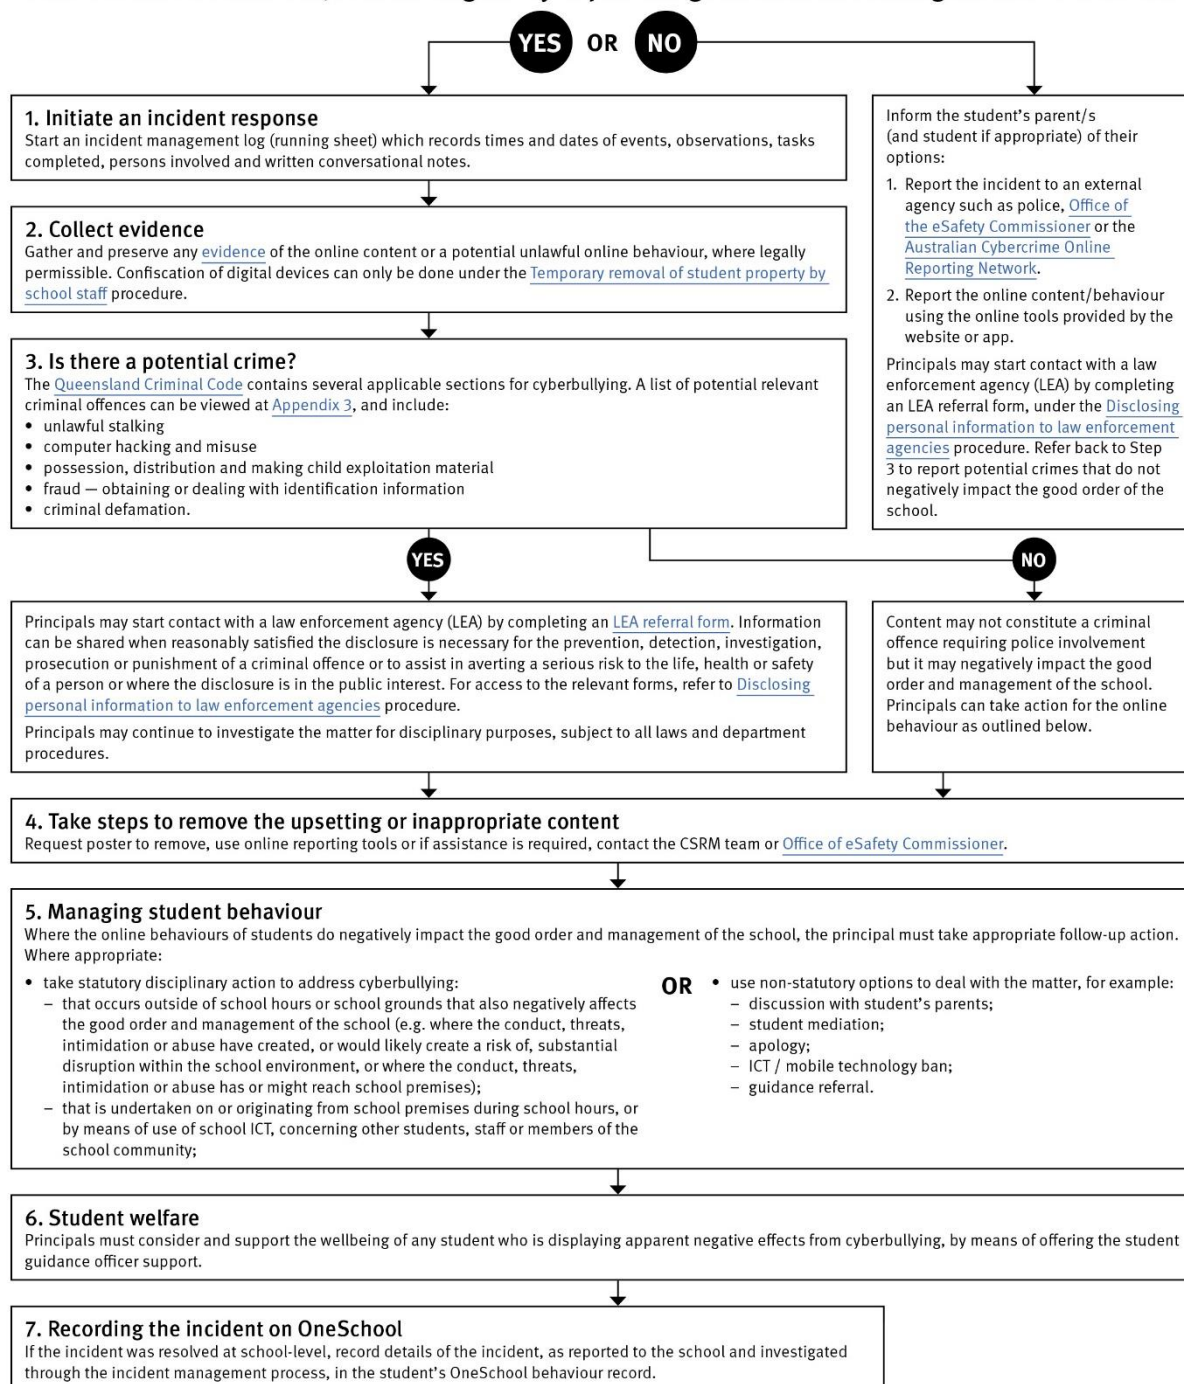 YES OR NO
1. Initiate an incident response
Start an incident management log (running sheet) which records times and dates of events, observations, tasks
completed, persons involved and written conversational notes.
2. Collect evidence
Gather and preserve any evidence of the online content or a potential unlawful online behaviour, where legally
permissible. Confiscation of digital devices can only be done under the Temporary removal of student property by
school staff procedure.
3. Is there a potential crime?
The Queensland Criminal Code contains several applicable sections for cyberbullying. A list of potential relevant
criminal offences can be viewed at Appendix 3, and include:
• unlawful stalking
• computer hacking and misuse
• possession, distribution and making child exploitation material
• fraud — obtaining or dealing with identification information
• criminal defamation.
Inform the student's parent/s
(and student if appropriate) of their
options:
1. Report the incident to an external
agency such as police, Office of
the eSafety Commissioner or the
Australian Cybercrime Online
Reporting Network.
2. Report the online content/behaviour
using the online tools provided by the
website or app.
Principals may start contact with a law
enforcement agency (LEA) by completing
an LEA referral form, under the Disclosing
personal information to law enforcement
agencies procedure. Refer back to Step
3 to report potential crimes that do not
negatively impact the good order of the
school.
YES
NO
Principals may start contact with a law enforcement agency (LEA) by completing an LEA referral form. Information
can be shared when reasonably satisfied the disclosure is necessary for the prevention, detection, investigation,
prosecution or punishment of a criminal offence or to assist in averting a serious risk to the life, health or safety
of a person or where the disclosure is in the public interest. For access to the relevant forms, refer to Disclosing
personal information to law enforcement agencies procedure.
Principals may continue to investigate the matter for disciplinary purposes, subject to all laws and department
procedures.
Content may not constitute a criminal
offence requiring police involvement
but it may negatively impact the good
order and management of the school.
Principals can take action for the online
behaviour as outlined below.
4. Take steps to remove the upsetting or inappropriate content
Request poster to remove, use online reporting tools or if assistance is required, contact the CSRM team or Office of eSafety Commissioner.
5. Managing student behaviour
Where the online behaviours of students do negatively impact the good order and management of the school, the principal must take appropriate follow-up action.
Where appropriate:
• take statutory disciplinary action to address cyberbullying:
– that occurs outside of school hours or school grounds that also negatively affects
the good order and management of the school (e.g. where the conduct, threats,
intimidation or abuse have created, or would likely create a risk of, substantial
disruption within the school environment, or where the conduct, threats,
intimidation or abuse has or might reach school premises);
– that is undertaken on or originating from school premises during school hours, or
by means of use of school ICT, concerning other students, staff or members of the
school community;
OR
• use non-statutory options to deal with the matter, for example:
– discussion with student's parents;
– student mediation;
– apology;
– ICT / mobile technology ban;
– guidance referral.
6. Student welfare
Principals must consider and support the wellbeing of any student who is displaying apparent negative effects from cyberbullying, by means of offering the student
guidance officer support.
7. Recording the incident on OneSchool
If the incident was resolved at school-level, record details of the incident, as reported to the school and investigated
through the incident management process, in the student's OneSchool behaviour record.